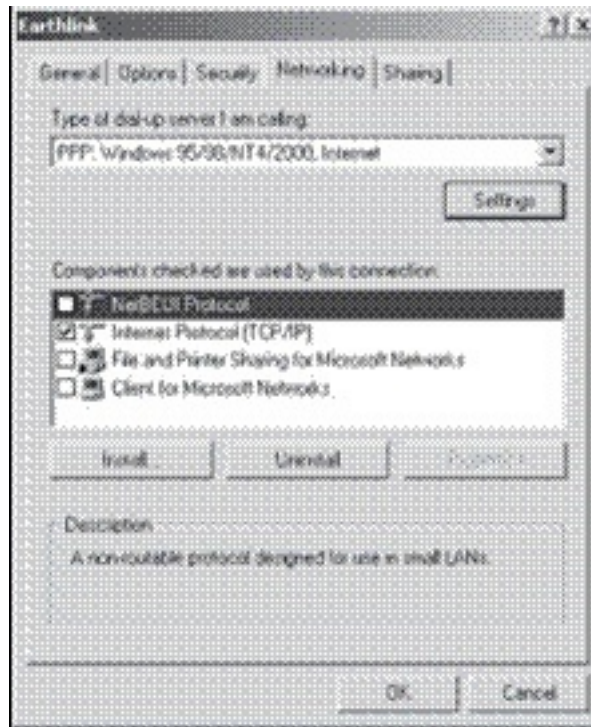 Earthlink
General Options Security Networking Sharing
Type of dial-up server I am calling:
PPP: Windows 95/98/NT4/2000, Internet
Settings
Components checked are used by this connection:
NetBEUI Protocol
Internet Protocol (TCP/IP)
File and Printer Sharing for Microsoft Networks
Client for Microsoft Networks
Install... Uninstall Properties
Description
A non-routable protocol designed for use in small LANs.
OK Cancel